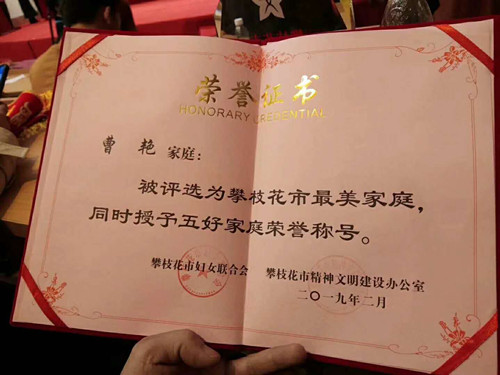 荣誉证书
HONORARY CREDENTIAL
曹 艳 家庭：
被评选为攀枝花市最美家庭，
同时授予五好家庭荣誉称号。
攀枝花市妇女联合会 攀枝花市精神文明建设办公室
二〇一九年二月